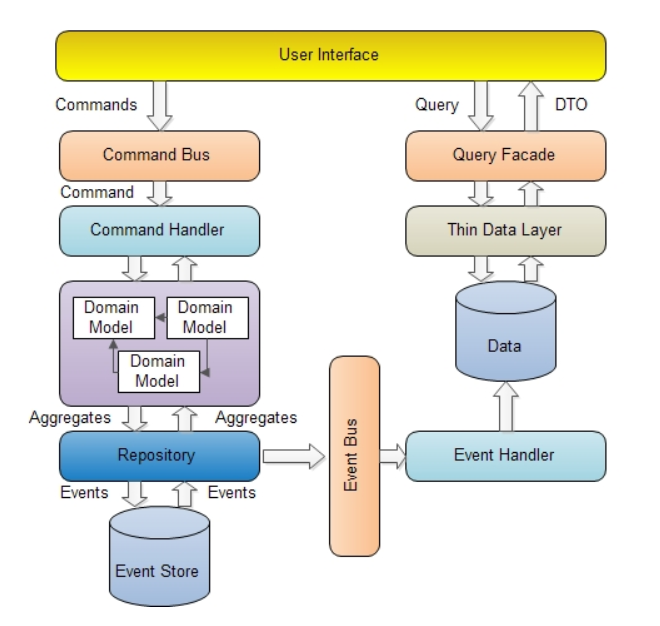 User Interface
Commands
Query
DTO
Command Bus
Query Facade
Command
Command Handler
Thin Data Layer
Domain
Model
Domain
Model
Domain
Model
Data
Aggregates
Aggregates
Repository
Event Bus
Event Handler
Events
Events
Event Store